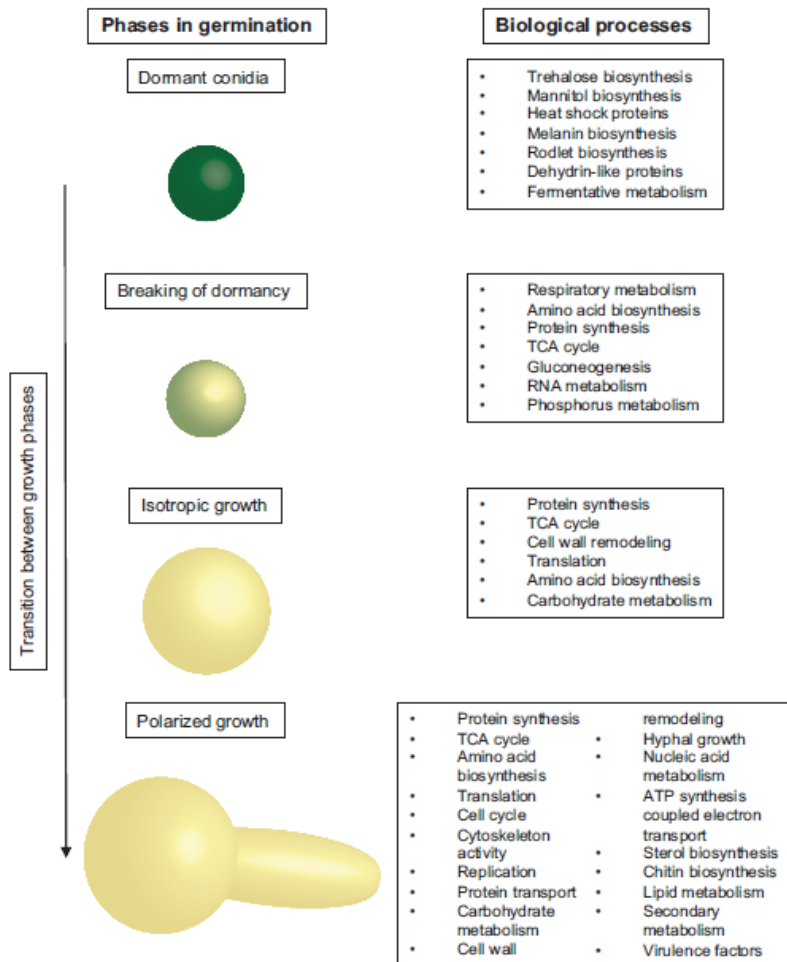 Phases in germination
Biological processes
Dormant conidia
• Trehalose biosynthesis
• Mannitol biosynthesis
• Heat shock proteins
• Melanin biosynthesis
• Rodlet biosynthesis
• Dehydrin-like proteins
• Fermentative metabolism
Transition between growth phases
Breaking of dormancy
• Respiratory metabolism
• Amino acid biosynthesis
• Protein synthesis
• TCA cycle
• Gluconeogenesis
• RNA metabolism
• Phosphorus metabolism
Isotropic growth
• Protein synthesis
• TCA cycle
• Cell wall remodeling
• Translation
• Amino acid biosynthesis
• Carbohydrate metabolism
Polarized growth
• Protein synthesis
• TCA cycle
• Amino acid
biosynthesis
• Translation
• Cell cycle
• Cytoskeleton
activity
• Replication
• Protein transport
• Carbohydrate
metabolism
• Cell wall
remodeling
• Hyphal growth
• Nucleic acid
metabolism
• ATP synthesis
coupled electron
transport
• Sterol biosynthesis
• Chitin biosynthesis
• Lipid metabolism
• Secondary
metabolism
• Virulence factors